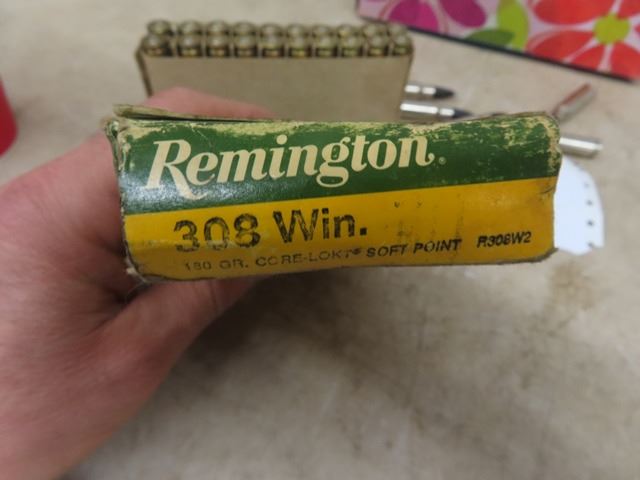 Remington®
308 Win.
180 GR. CORE-LOKT® SOFT POINT R308W2